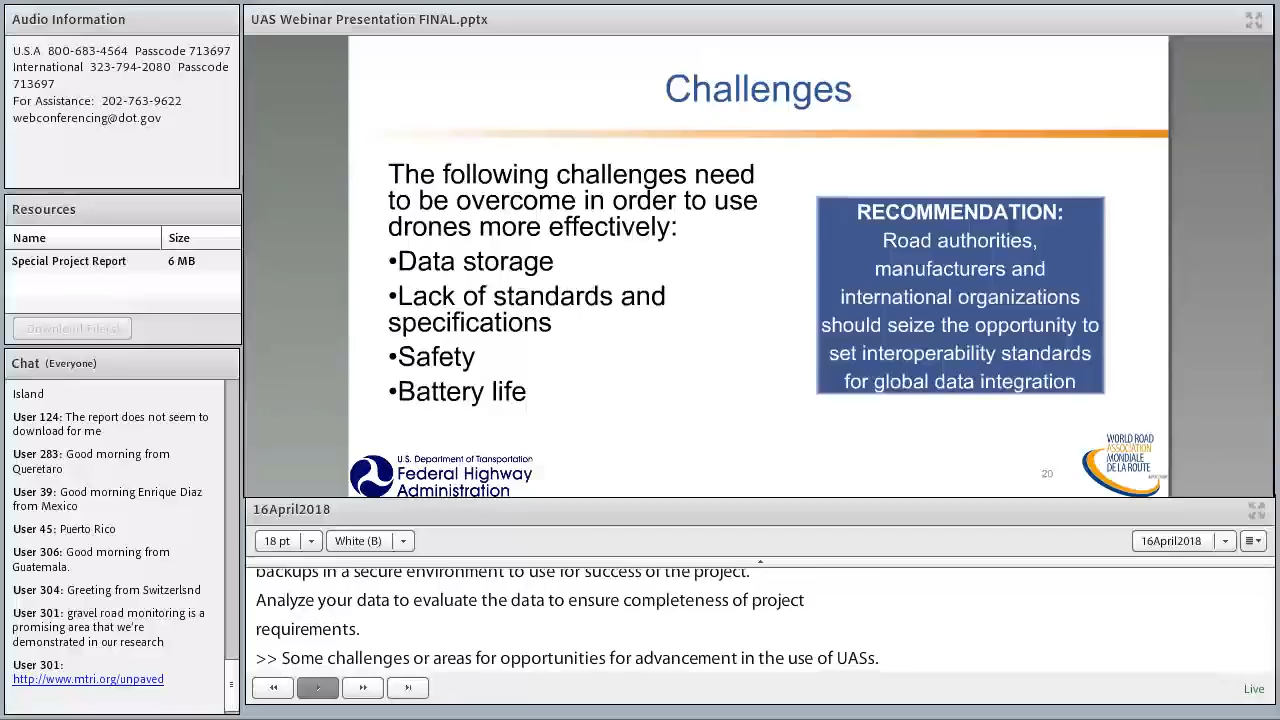 Audio Information
U.S.A 800-683-4564 Passcode 713697
International 323-794-2080 Passcode
713697
For Assistance: 202-763-9622
webconferencing@dot.gov
Resources
Name Size
Special Project Report 6 MB
Download File(s)
Chat (Everyone)
Island
User 124: The report does not seem to
download for me
User 283: Good morning from
Queretaro
User 39: Good morning Enrique Diaz
from Mexico
User 45: Puerto Rico
User 306: Good morning from
Guatemala.
User 304: Greeting from Switzerlsnd
User 301: gravel road monitoring is a
promising area that we're
demonstrated in our research
User 301:
http://www.mtri.org/unpaved
UAS Webinar Presentation FINAL.pptx
Challenges
The following challenges need
to be overcome in order to use
drones more effectively:
•Data storage
•Lack of standards and
specifications
•Safety
•Battery life
RECOMMENDATION:
Road authorities,
manufacturers and
international organizations
should seize the opportunity to
set interoperability standards
for global data integration
U.S. Department of Transportation
Federal Highway
Administration
20
WORLD ROAD
ASSOCIATION
MONDIALE
DE LA ROUTE
16April2018
18 pt White (B) 16April2018
backups in a secure environment to use for success of the project.
Analyze your data to evaluate the data to ensure completeness of project
requirements.
>> Some challenges or areas for opportunities for advancement in the use of UASs.
Live